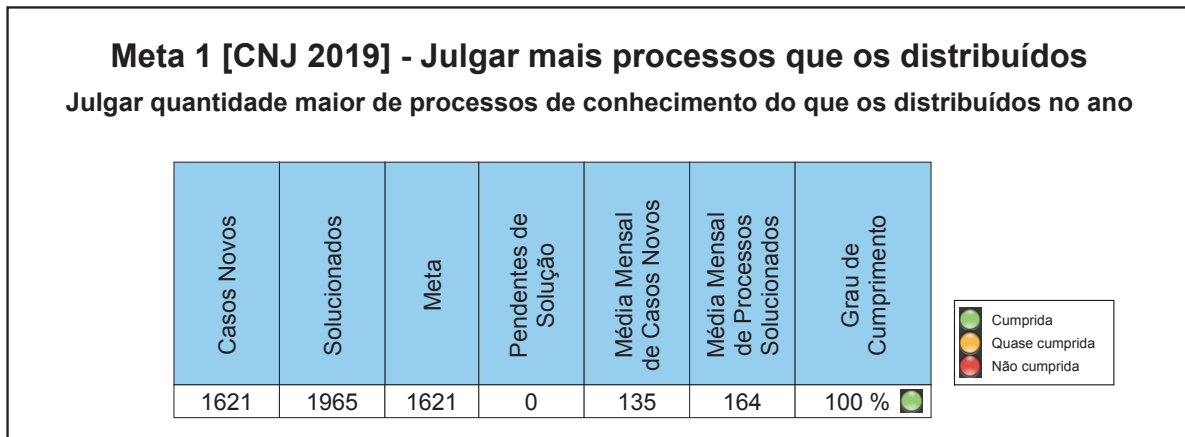 Meta 1 [CNJ 2019] - Julgar mais processos que os distribuídos
Julgar quantidade maior de processos de conhecimento do que os distribuídos no ano
Casos Novos
Solucionados
Meta
Pendentes de
Solução
Média Mensal
de Casos Novos
Média Mensal
de Processos
Solucionados
Grau de
Cumprimento
1621 1965 1621 0 135 164 100 %
Cumprida
Quase cumprida
Não cumprida